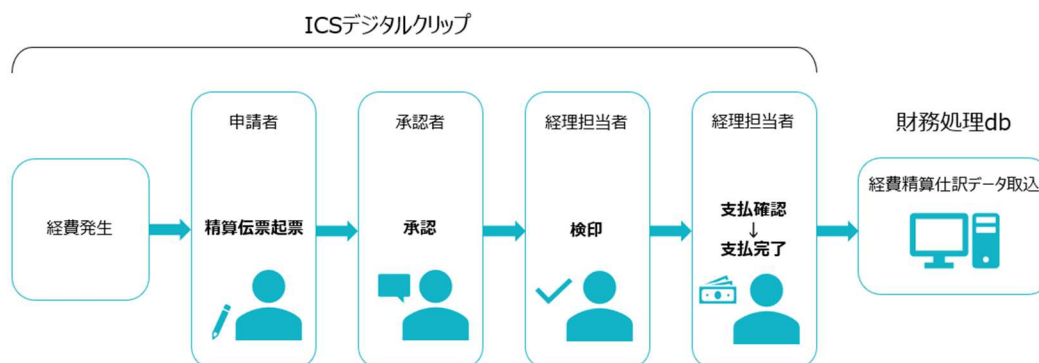 ICSデジタルクリップ
経費発生
申請者
精算伝票起票
承認者
承認
経理担当者
検印
経理担当者
支払確認
↓
支払完了
財務処理db
経費精算仕訳データ取込